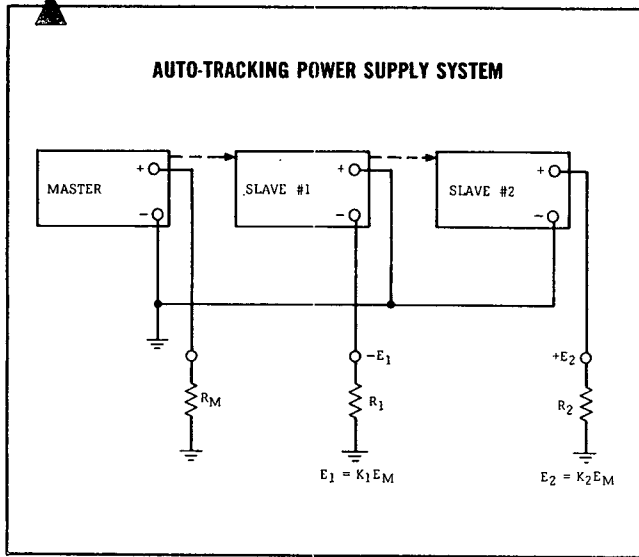 AUTO-TRACKING POWER SUPPLY SYSTEM
MASTER
+
-
SLAVE #1
+
-
SLAVE #2
+
-
-E1
+E2
RM
R1
R2
E1 = K1EM
E2 = K2EM